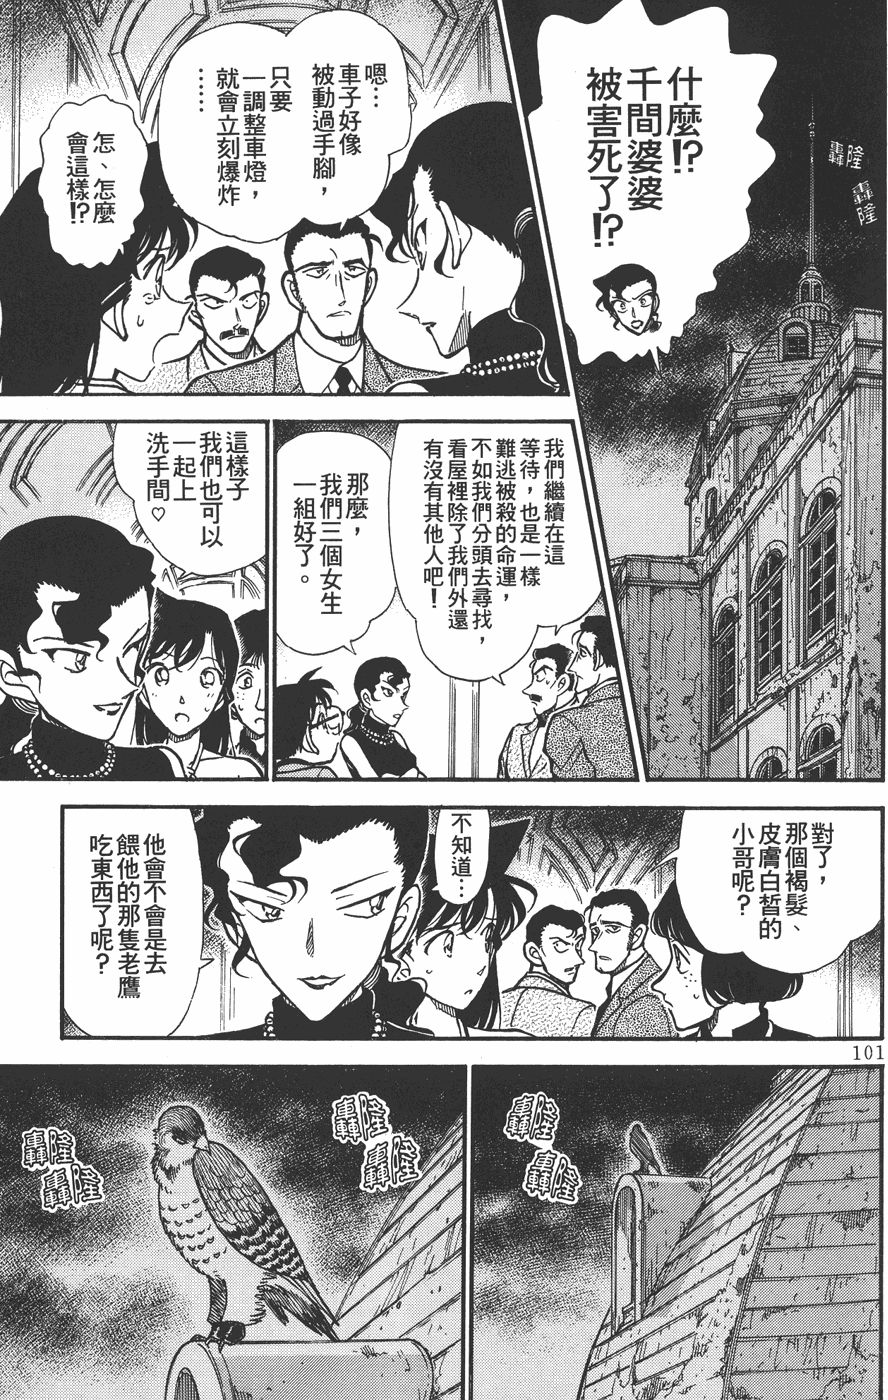 什麼!?
千間婆婆
被害死了!?
轟隆
轟隆
嗯…
車子好像
被動過手腳，
只要
一調整車燈，
就會立刻爆炸
……
怎、怎麼
會這樣!?
我們繼續在這
等待，也是一樣
難逃被殺的命運，
不如我們分頭去尋找，
看屋裡除了我們外還
有沒有其他人吧！
那麼，
我們三個女生
一組好了。
這樣子
我們也可以
一起上
洗手間♡
對了，
那個褐髮、
皮膚白皙的
小哥呢？
不知道…
他會不會是去
餵他的那隻老鷹
吃東西了呢？
101
轟隆
轟隆
轟隆
轟隆
轟隆
轟隆